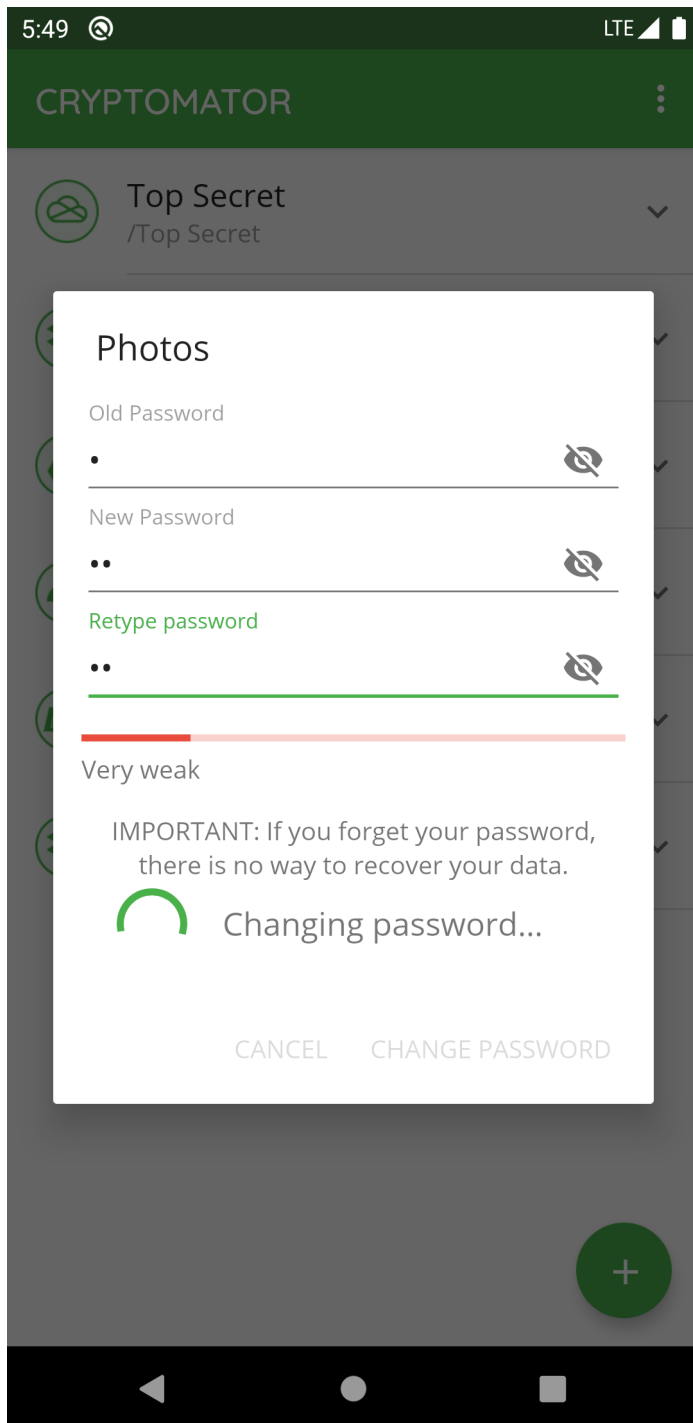 5:49 LTE
CRYPTOMATOR
Top Secret
/Top Secret
Photos
Old Password
•
New Password
••
Retype password
••
Very weak
IMPORTANT: If you forget your password,
there is no way to recover your data.
Changing password...
CANCEL CHANGE PASSWORD